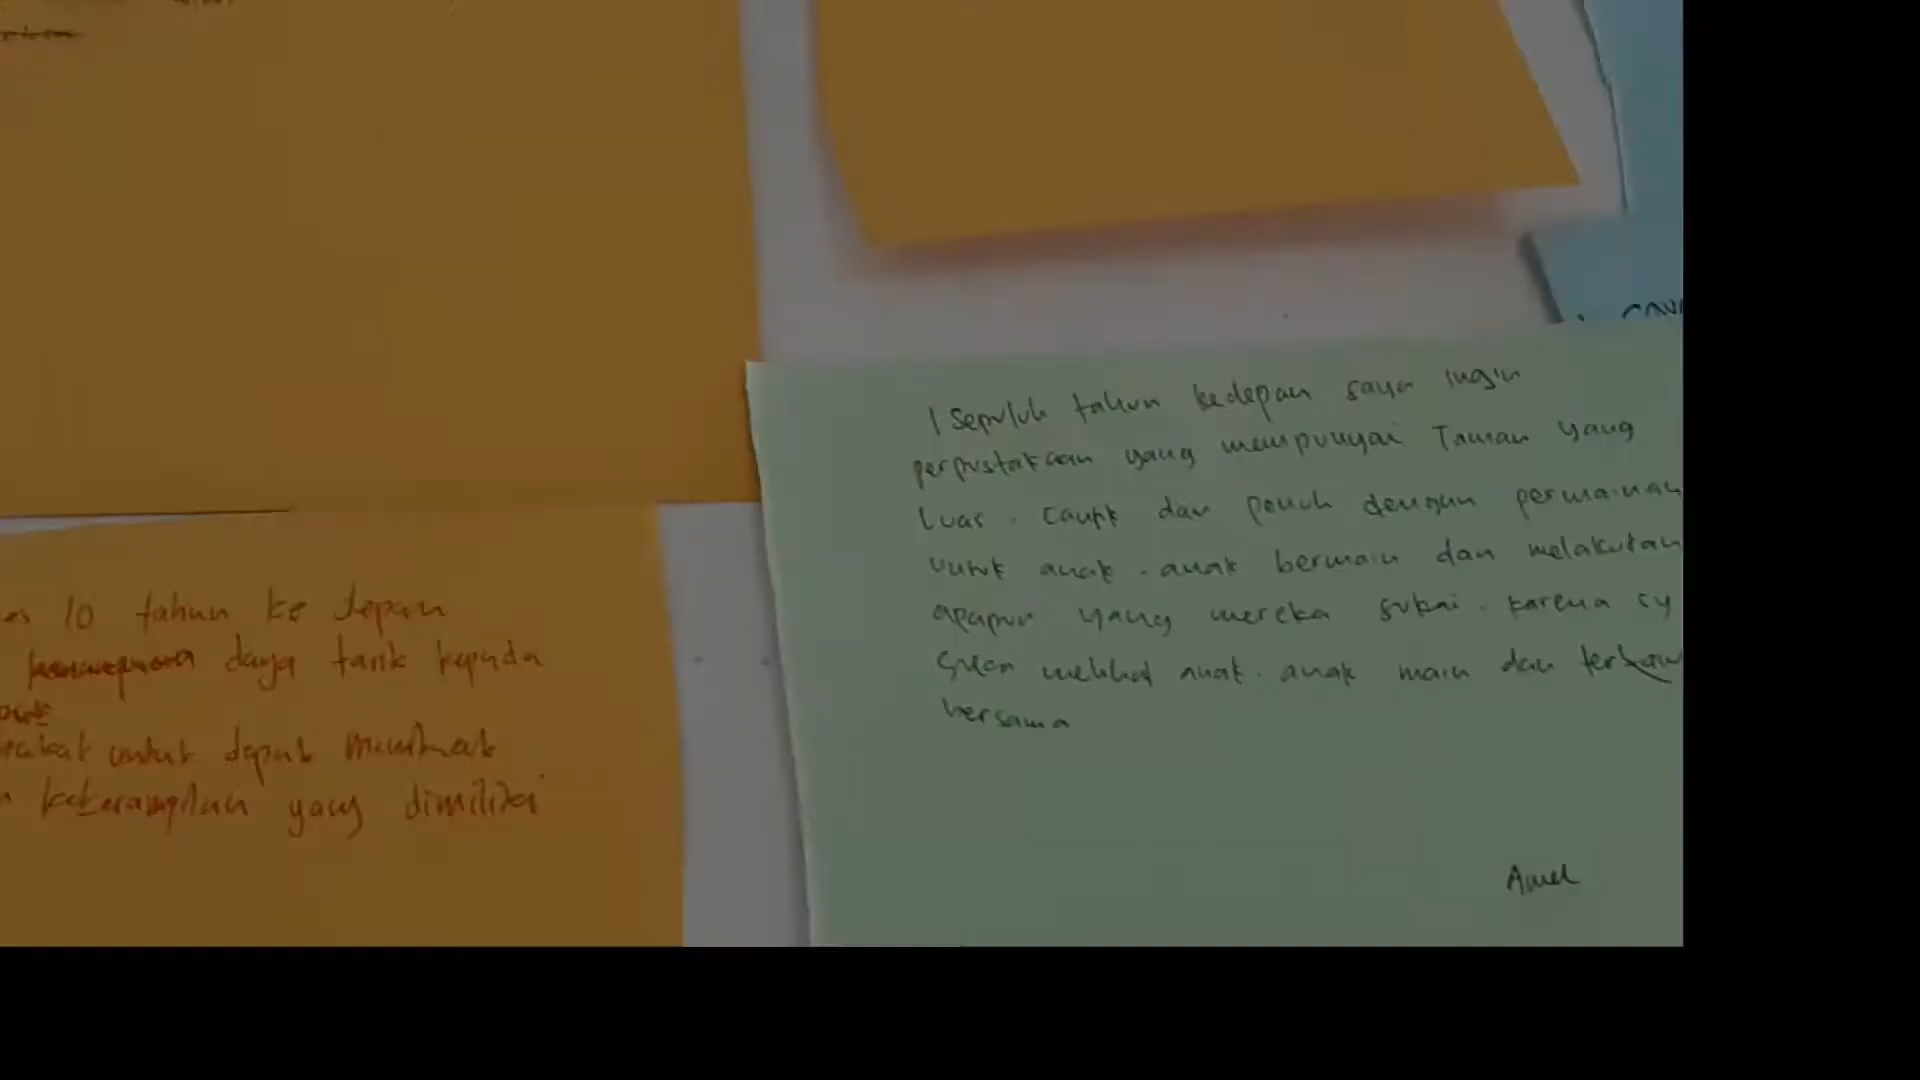 10 tahun ke depan
daya tarik kepada
untuk dapat
keterampilan yang dimiliki
1 Sepuluh tahun kedepan saya ingin
perpustakaan yang mempunyai Taman yang
Luas. Cantik dan penuh dengan permainan
untuk anak-anak bermain dan melakukan
apapun yang mereka sukai. karena sy
melihat anak-anak main dan
bersama
Amel